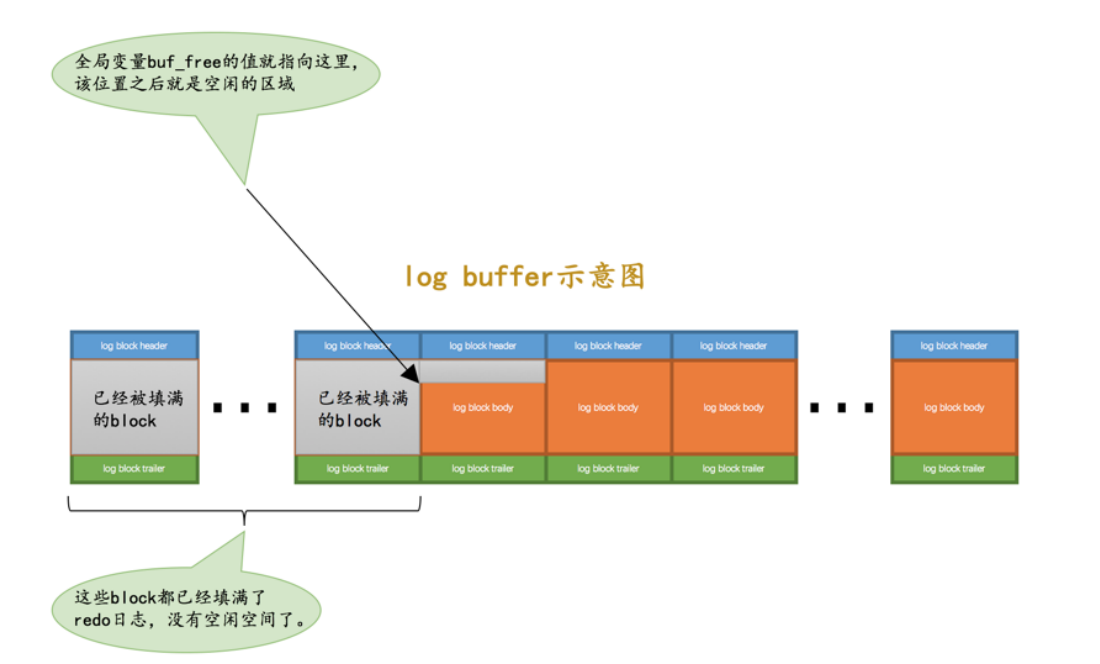 全局变量buf_free的值就指向这里，
该位置之后就是空闲的区域
log buffer示意图
log block header
log block header
log block header
log block header
log block header
log block header
已经被填满
的block
已经被填满
的block
log block body
log block body
log block body
log block body
log block trailer
log block trailer
log block trailer
log block trailer
log block trailer
log block trailer
这些block都已经填满了
redo日志，没有空闲空间了。